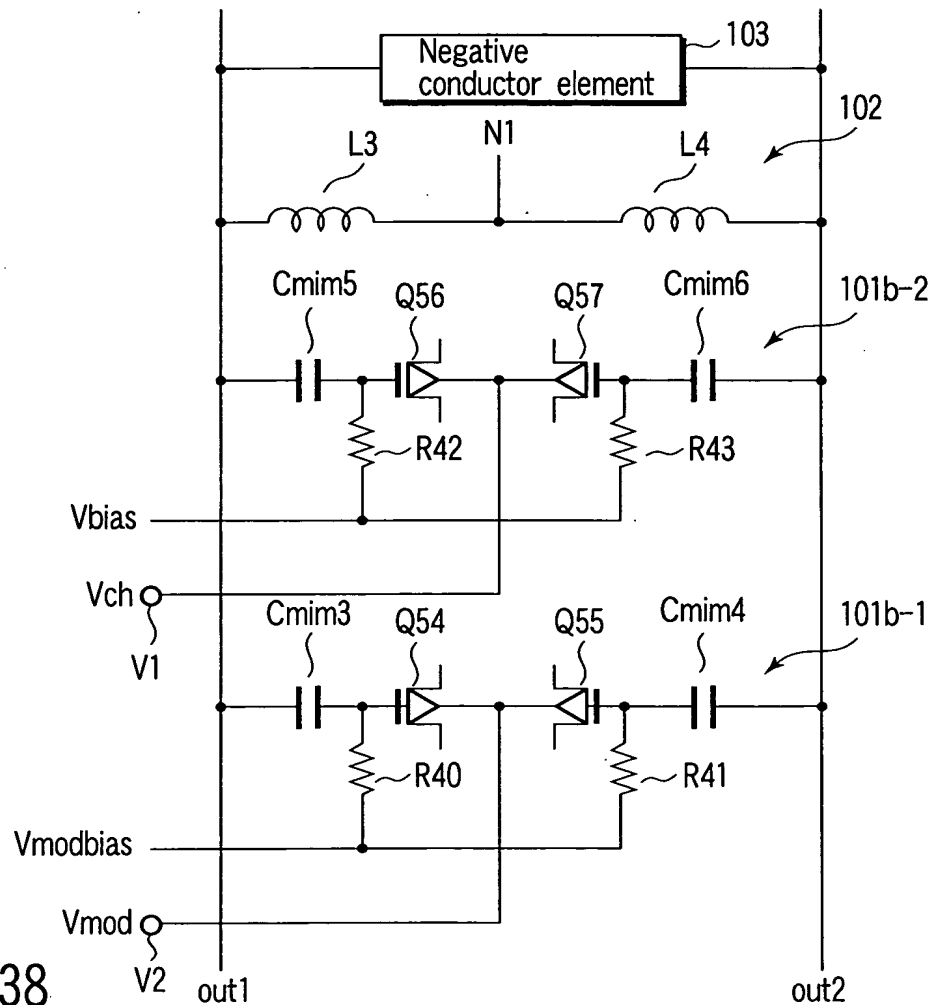 103
Negative
conductor element
N1
102
L3
L4
Cmim5
Q56
Q57
Cmim6
101b-2
R42
R43
Vbias
Vch
V1
Cmim3
Q54
Q55
Cmim4
101b-1
R40
R41
Vmodbias
Vmod
V2
38
out1
out2